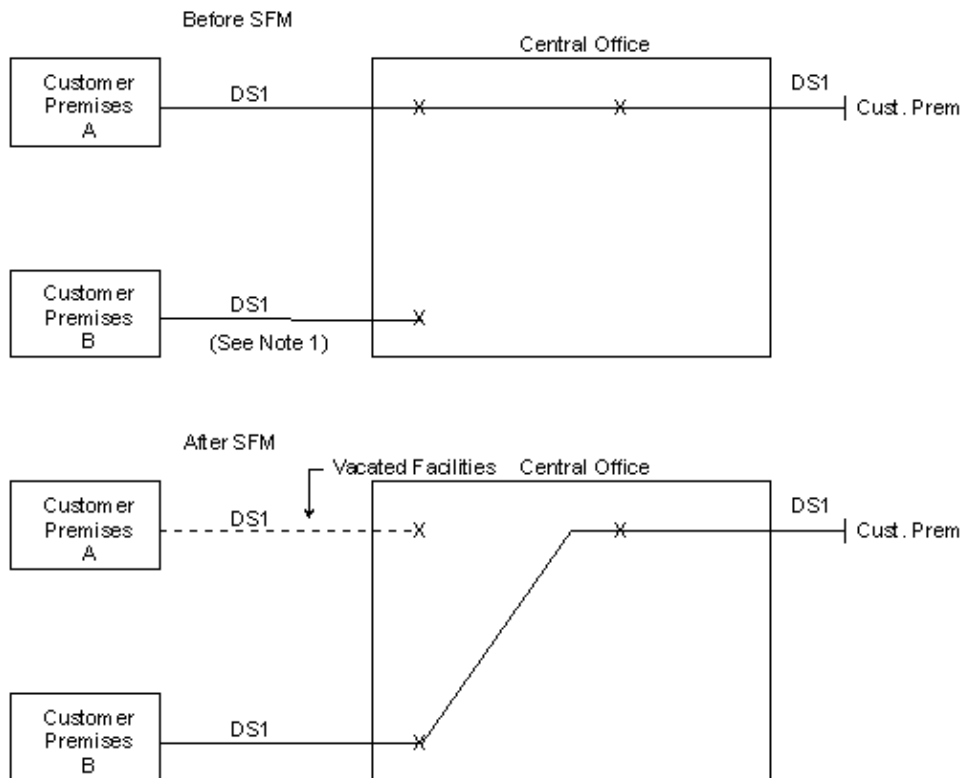 Before SFM
Central Office
Customer
Premises
A
DS1
X
X
DS1
Cust. Prem
Customer
Premises
B
DS1
(See Note 1)
X
After SFM
Vacated Facilities
Central Office
Customer
Premises
A
DS1
X
X
DS1
Cust. Prem
Customer
Premises
B
DS1
X